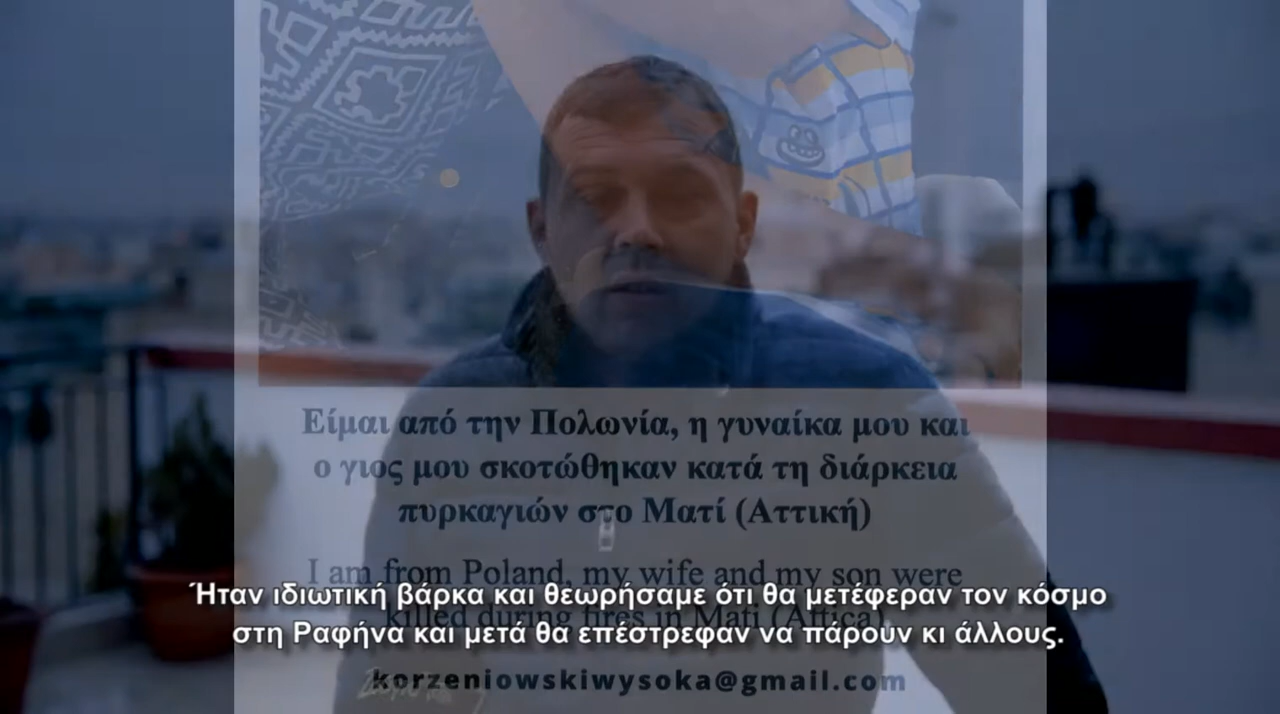 Είμαι από την Πολωνία, η γυναίκα μου και
ο γιος μου σκοτώθηκαν κατά τη διάρκεια
πυρκαγιών στο Ματί (Αττική)
I am from Poland, my wife and my son were
killed during fires in Mati (Attica)
Ήταν ιδιωτική βάρκα και θεωρήσαμε ότι θα μετέφεραν τον κόσμο
στη Ραφήνα και μετά θα επέστρεφαν να πάρουν κι άλλους.
korzeniowskiwysoka@gmail.com